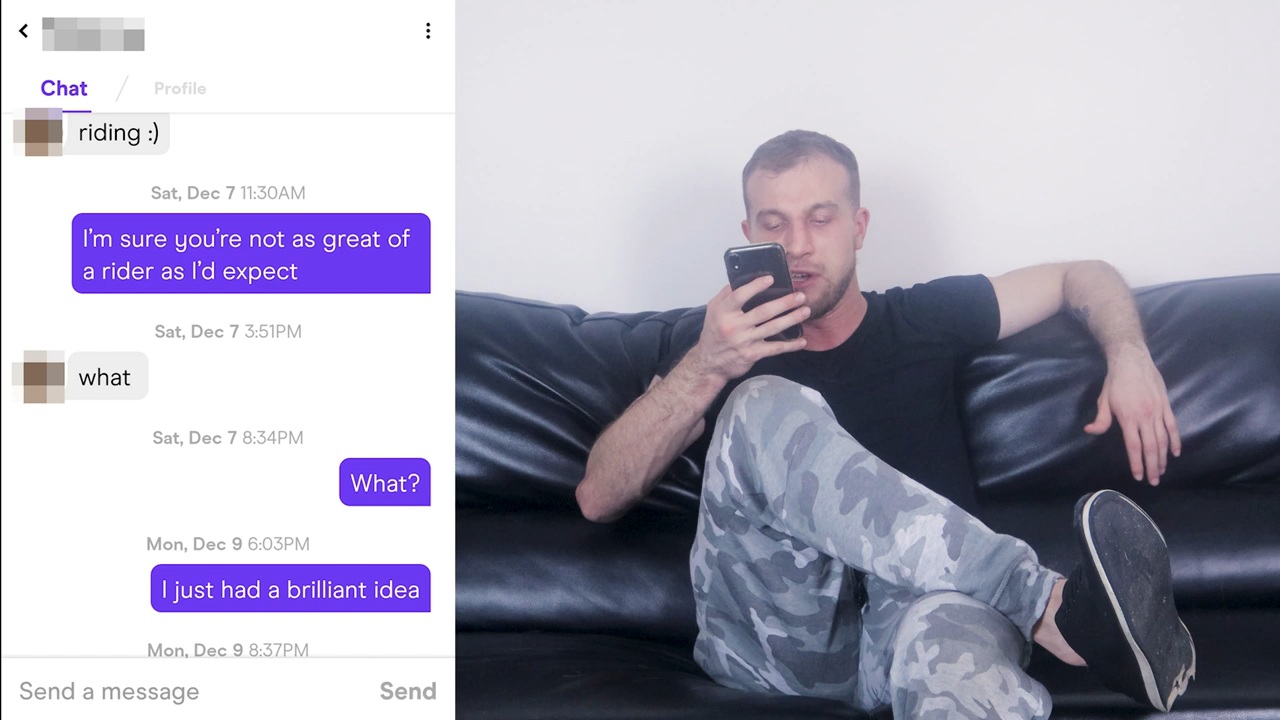 Chat / Profile
riding :)
Sat, Dec 7 11:30AM
I'm sure you're not as great of
a rider as I'd expect
Sat, Dec 7 3:51PM
what
Sat, Dec 7 8:34PM
What?
Mon, Dec 9 6:03PM
I just had a brilliant idea
Mon, Dec 9 8:37PM
Send a message Send